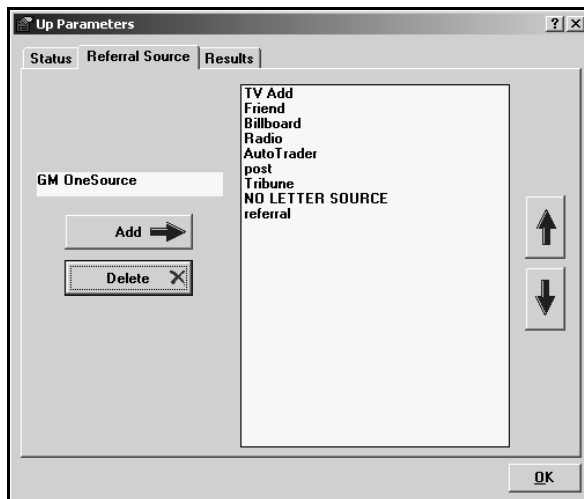 Up Parameters
Status Referral Source Results
TV Add
Friend
Billboard
Radio
AutoTrader
post
Tribune
NO LETTER SOURCE
referral
GM OneSource
Add
Delete
OK